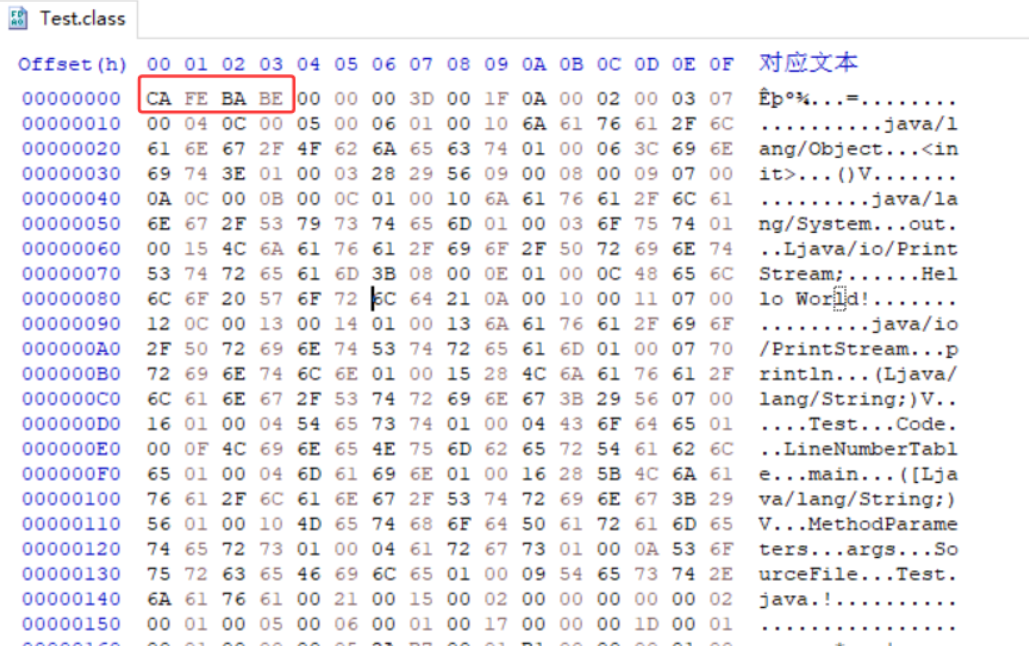 Test.class
Offset(h) 00 01 02 03 04 05 06 07 08 09 0A 0B 0C 0D 0E 0F 对应文本
00000000 CA FE BA BE 00 00 00 3D 00 1F 0A 00 02 00 03 07 Êþº¾...=........
00000010 00 04 0C 00 05 00 06 01 00 10 6A 61 76 61 2F 6C ..........java/l
00000020 61 6E 67 2F 4F 62 6A 65 63 74 01 00 06 3C 69 6E ang/Object...<in
00000030 69 74 3E 01 00 03 28 29 56 09 00 08 00 09 07 00 it>...()V.......
00000040 0A 0C 00 0B 00 0C 01 00 10 6A 61 76 61 2F 6C 61 .........java/la
00000050 6E 67 2F 53 79 73 74 65 6D 01 00 03 6F 75 74 01 ng/System...out.
00000060 00 15 4C 6A 61 76 61 2F 69 6F 2F 50 72 69 6E 74 ..Ljava/io/Print
00000070 53 74 72 65 61 6D 3B 08 00 0E 01 00 0C 48 65 6C Stream;......Hel
00000080 6C 6F 20 57 6F 72 6C 64 21 0A 00 10 00 11 07 00 lo World!.......
00000090 12 0C 00 13 00 14 01 00 13 6A 61 76 61 2F 69 6F .........java/io
000000A0 2F 50 72 69 6E 74 53 74 72 65 61 6D 01 00 07 70 /PrintStream...p
000000B0 72 69 6E 74 6C 6E 01 00 15 28 4C 6A 61 76 61 2F rintln...(Ljava/
000000C0 6C 61 6E 67 2F 53 74 72 69 6E 67 3B 29 56 07 00 lang/String;)V..
000000D0 16 01 00 04 54 65 73 74 01 00 04 43 6F 64 65 01 ....Test...Code.
000000E0 00 0F 4C 69 6E 65 4E 75 6D 62 65 72 54 61 62 6C ..LineNumberTabl
000000F0 65 01 00 04 6D 61 69 6E 01 00 16 28 5B 4C 6A 61 e...main...([Lja
00000100 76 61 2F 6C 61 6E 67 2F 53 74 72 69 6E 67 3B 29 va/lang/String;)
00000110 56 01 00 10 4D 65 74 68 6F 64 50 61 72 61 6D 65 V...MethodParame
00000120 74 65 72 73 01 00 04 61 72 67 73 01 00 0A 53 6F ters...args...So
00000130 75 72 63 65 46 69 6C 65 01 00 09 54 65 73 74 2E urceFile...Test.
00000140 6A 61 76 61 00 21 00 15 00 02 00 00 00 00 00 02 java.!..........
00000150 00 01 00 05 00 06 00 01 00 17 00 00 00 1D 00 01 ................